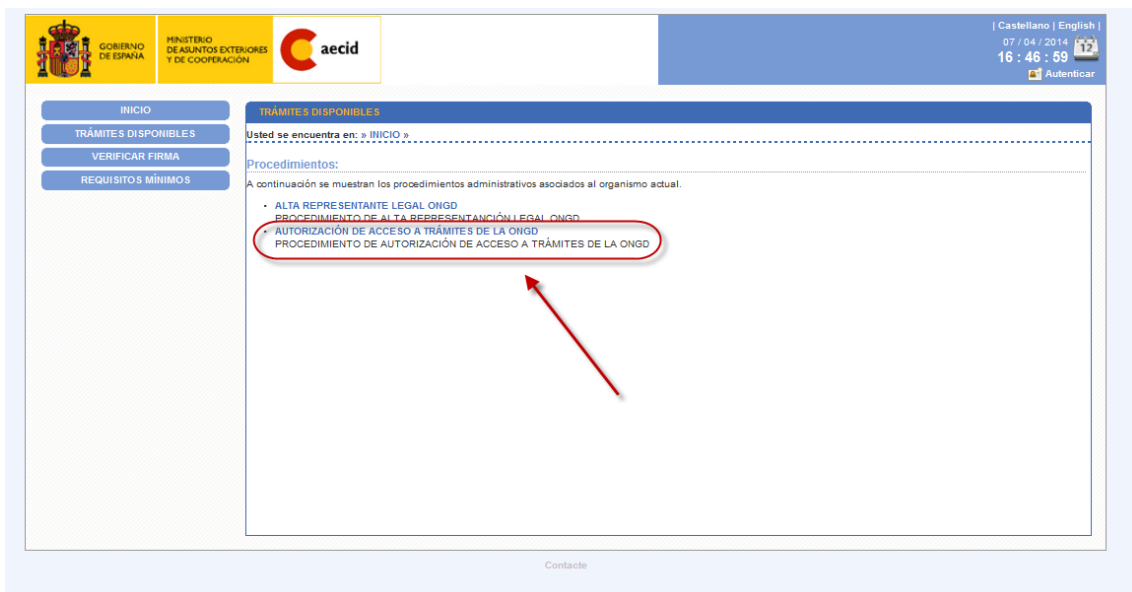 GOBIERNO
DE ESPAÑA
MINISTERIO
DE ASUNTOS EXTERIORES
Y DE COOPERACIÓN
aecid
| Castellano | English |
07 / 04 / 2014
12
16 : 46 : 59
Autenticar
INICIO
TRÁMITES DISPONIBLES
VERIFICAR FIRMA
REQUISITOS MÍNIMOS
TRÁMITES DISPONIBLES
Usted se encuentra en: » INICIO »
Procedimientos:
A continuación se muestran los procedimientos administrativos asociados al organismo actual.
• ALTA REPRESENTANTE LEGAL ONGD
PROCEDIMIENTO DE ALTA REPRESENTANCIÓN LEGAL ONGD
• AUTORIZACIÓN DE ACCESO A TRÁMITES DE LA ONGD
PROCEDIMIENTO DE AUTORIZACIÓN DE ACCESO A TRÁMITES DE LA ONGD
Contacte